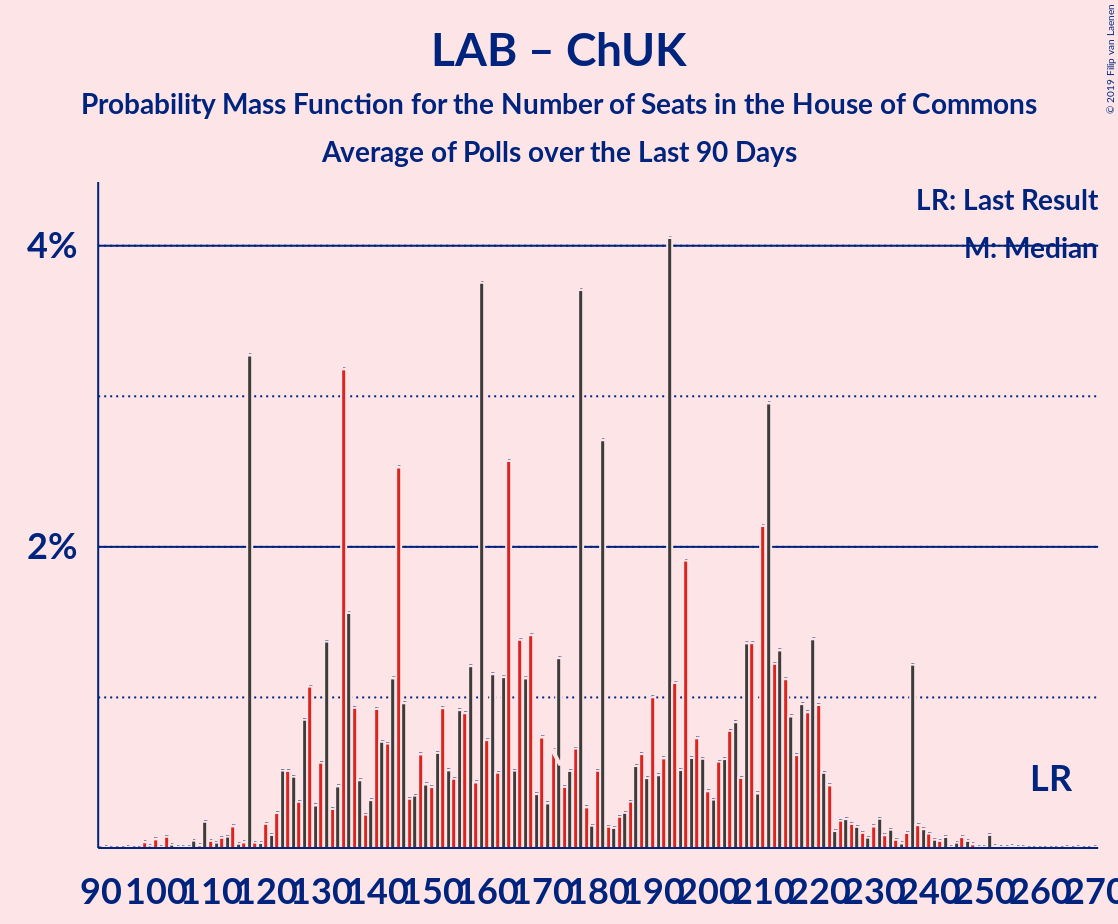 LAB – ChUK
Probability Mass Function for the Number of Seats in the House of Commons
Average of Polls over the Last 90 Days
© 2019 Filip van Laenen
LR: Last Result
M: Median
4%
2%
LR
90 100 110 120 130 140 150 160 170 180 190 200 210 220 230 240 250 260 270